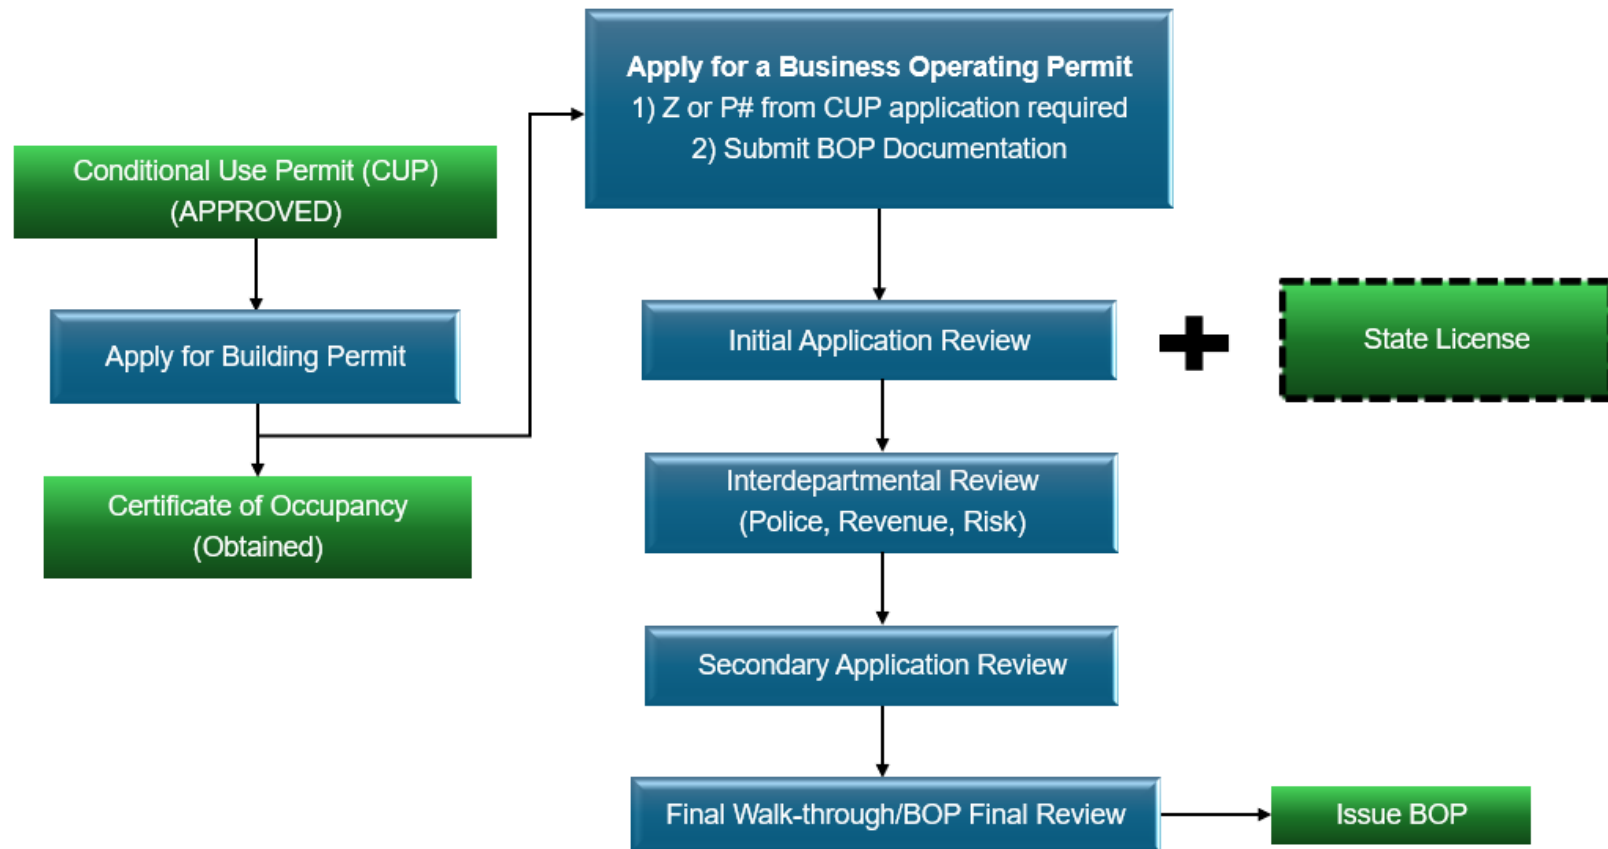 Conditional Use Permit (CUP)
(APPROVED)
Apply for Building Permit
Certificate of Occupancy
(Obtained)
Apply for a Business Operating Permit
1) Z or P# from CUP application required
2) Submit BOP Documentation
Initial Application Review
State License
Interdepartmental Review
(Police, Revenue, Risk)
Secondary Application Review
Final Walk-through/BOP Final Review
Issue BOP